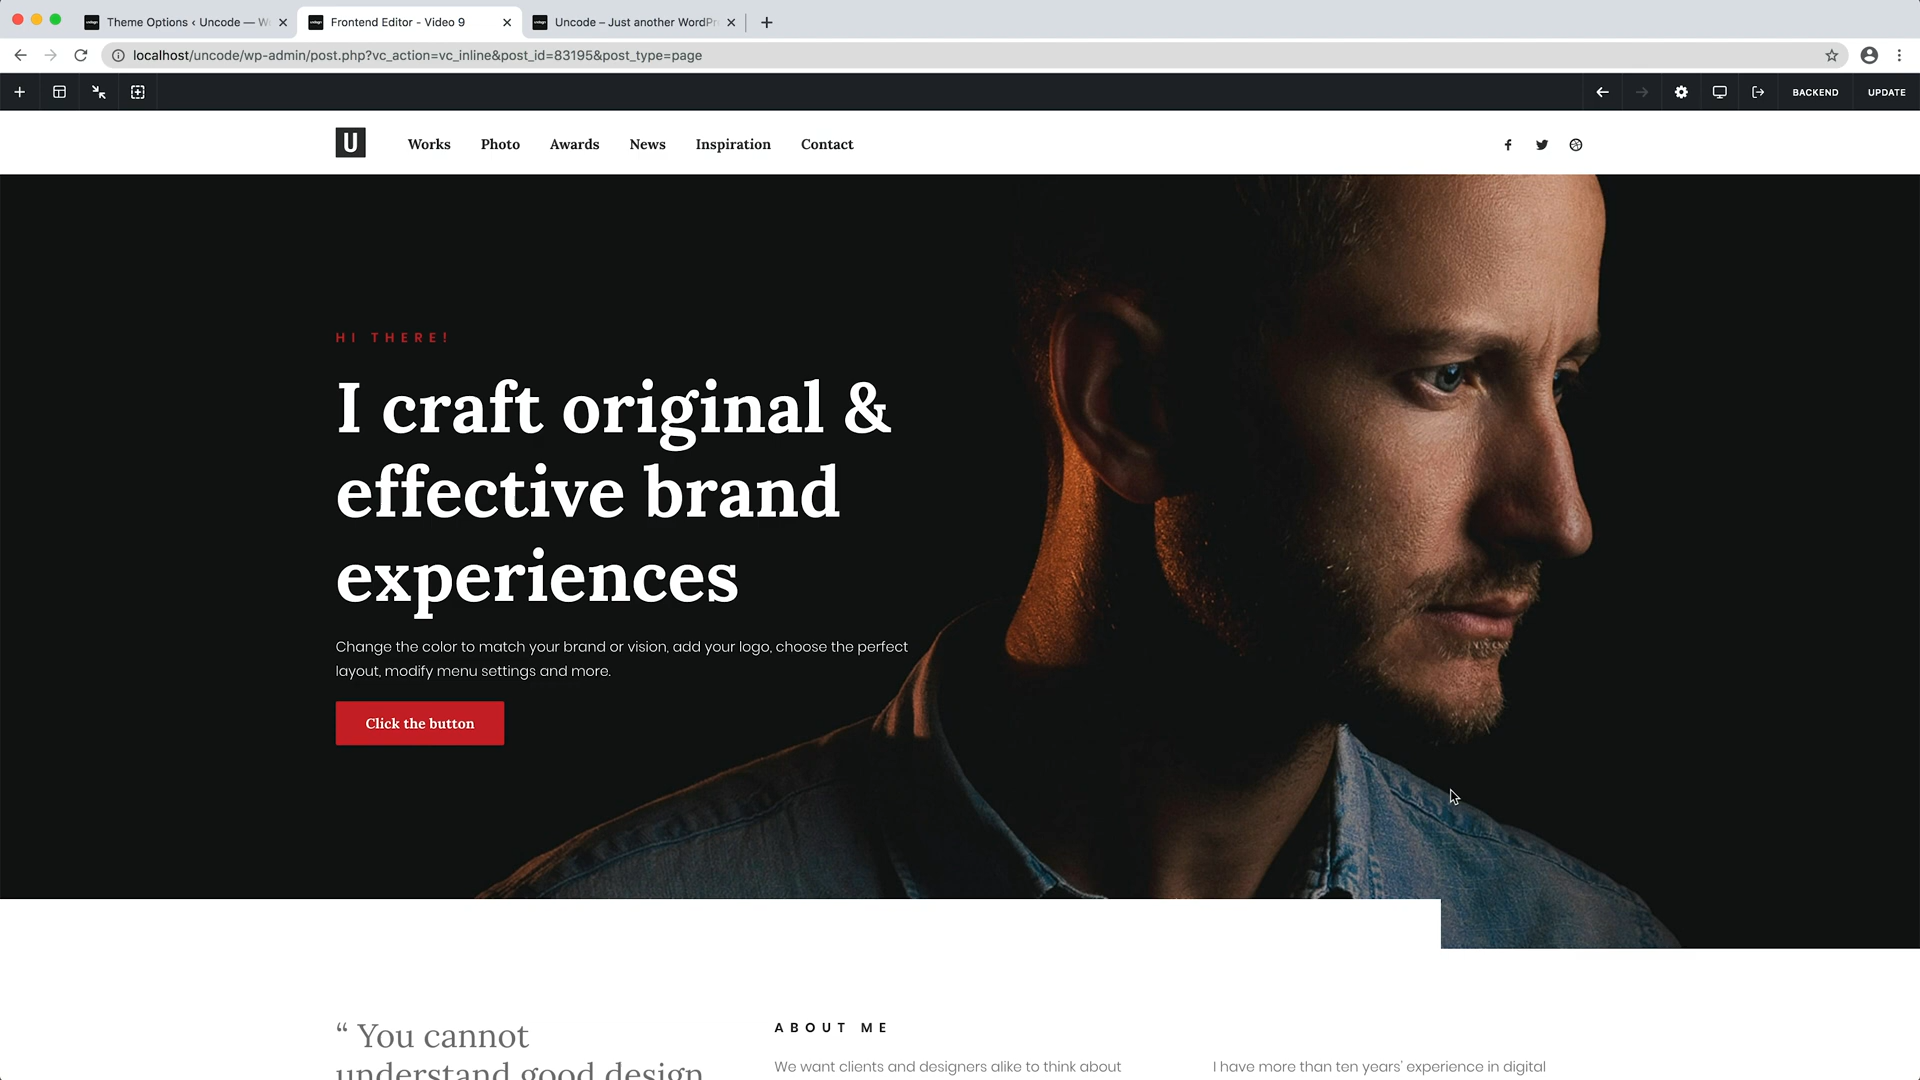 Theme Options ‹ Uncode — W
Frontend Editor - Video 9
Uncode – Just another WordPr
localhost/uncode/wp-admin/post.php?vc_action=vc_inline&post_id=83195&post_type=page
BACKEND
UPDATE
U
Works
Photo
Awards
News
Inspiration
Contact
HI THERE!
I craft original &
effective brand
experiences
Change the color to match your brand or vision, add your logo, choose the perfect
layout, modify menu settings and more.
Click the button
“ You cannot
understand good design
ABOUT ME
We want clients and designers alike to think about
I have more than ten years’ experience in digital